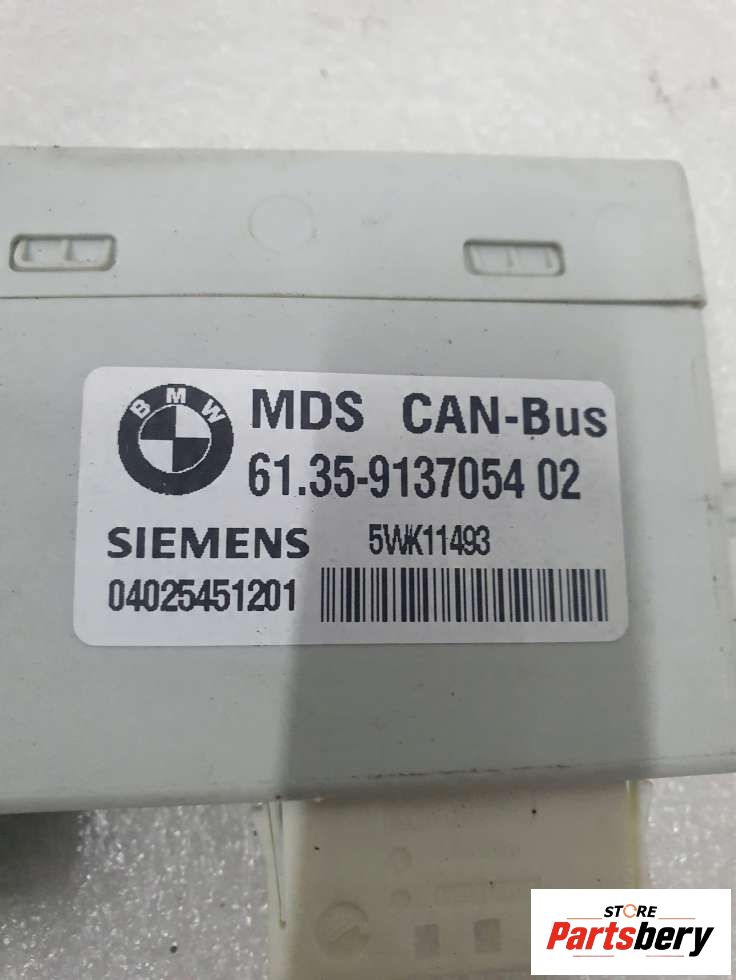 BMW
MDS CAN-Bus
61.35-9137054 02
SIEMENS 5WK11493
04025451201
STORE
Partsbery